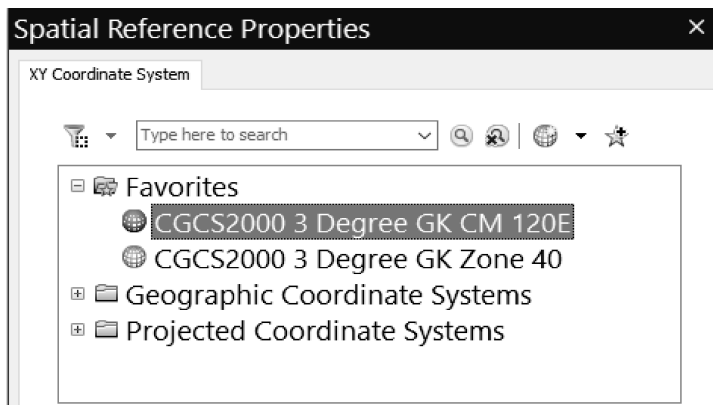 Spatial Reference Properties
XY Coordinate System
Type here to search
Favorites
CGCS2000 3 Degree GK CM 120E
CGCS2000 3 Degree GK Zone 40
Geographic Coordinate Systems
Projected Coordinate Systems